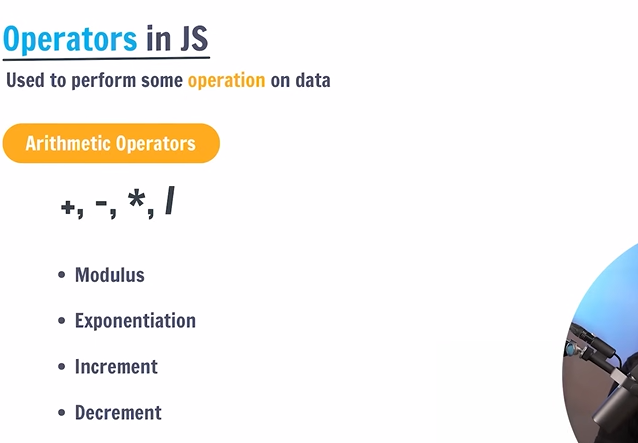 Operators in JS
Used to perform some operation on data
Arithmetic Operators
+, -, *, /
• Modulus
• Exponentiation
• Increment
• Decrement